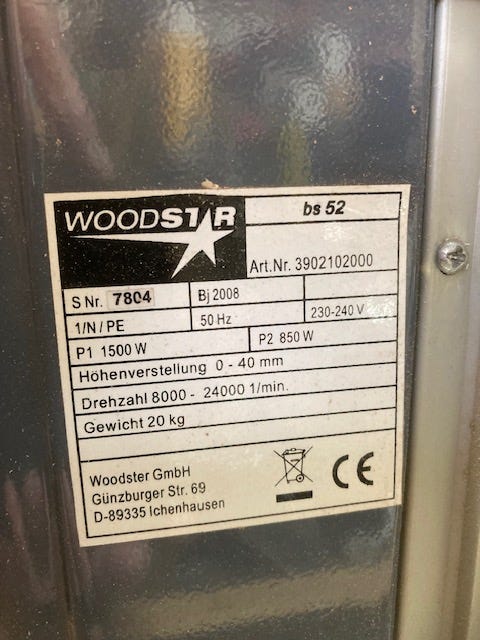 WOODSTAR
bs 52
Art.Nr. 3902102000
S Nr. 7804 Bj 2008
1/N/PE 50 Hz 230-240 V
P1 1500 W P2 850 W
Höhenverstellung 0 - 40 mm
Drehzahl 8000 - 24000 1/min.
Gewicht 20 kg
Woodster GmbH
Günzburger Str. 69
D-89335 Ichenhausen
CE